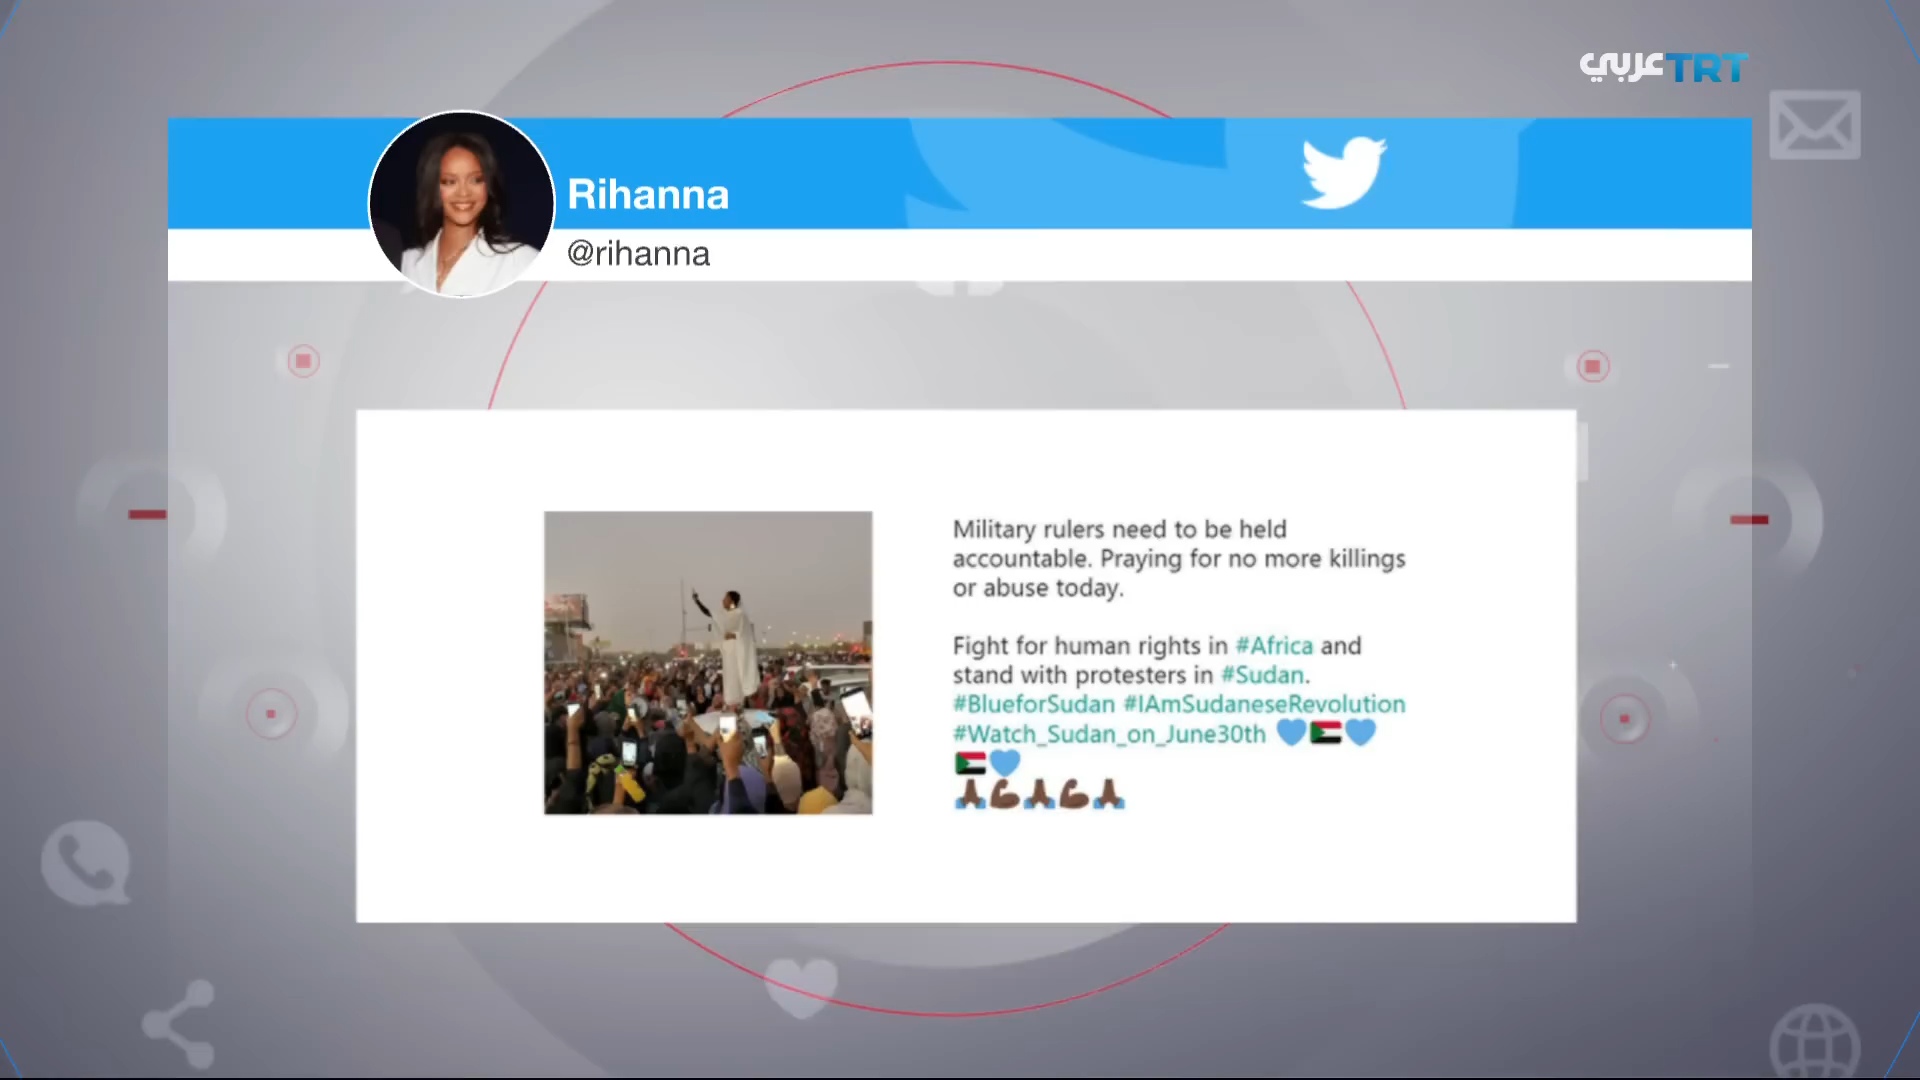 TRT عربي
Rihanna
@rihanna
Military rulers need to be held
accountable. Praying for no more killings
or abuse today.
Fight for human rights in #Africa and
stand with protesters in #Sudan.
#BlueforSudan #IAmSudaneseRevolution
#Watch_Sudan_on_June30th 💙🇸🇩💙
🇸🇩💙
🙏🏿💪🏿🙏🏿💪🏿🙏🏿